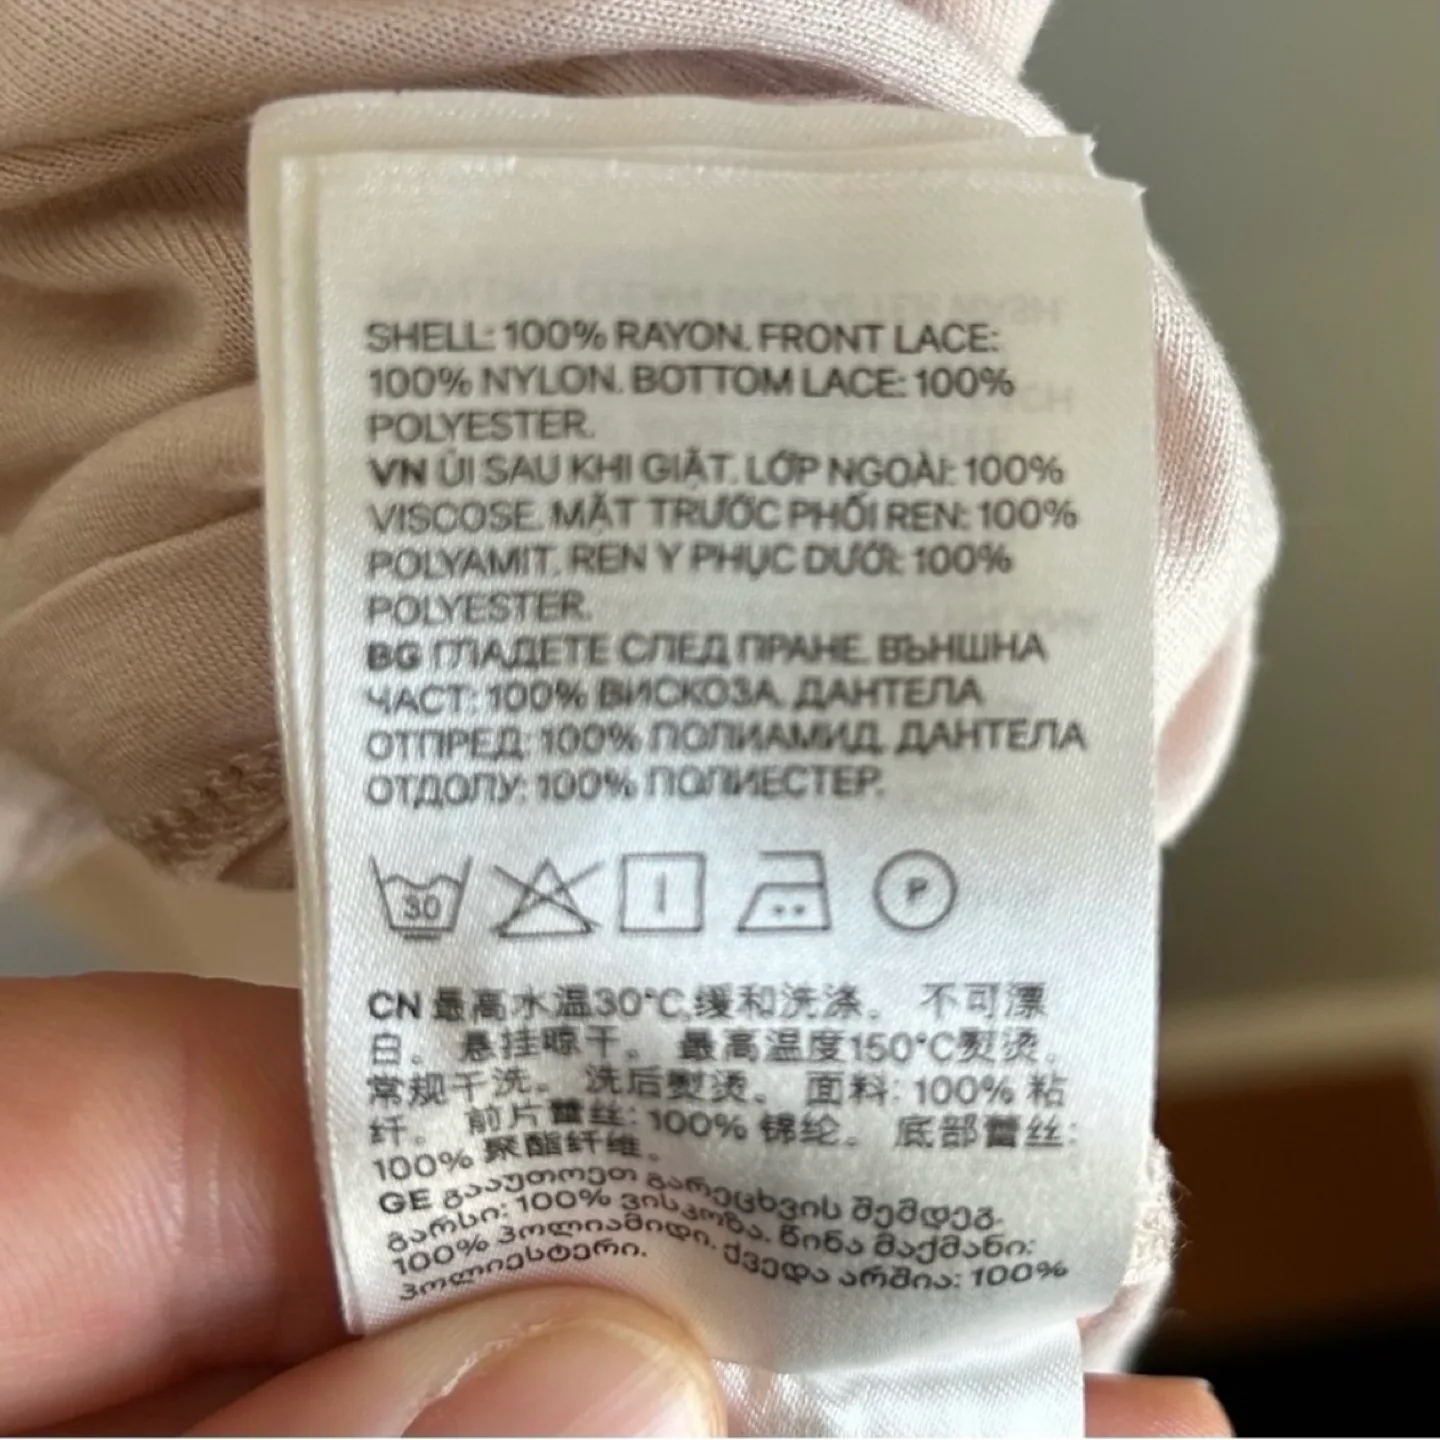 SHELL: 100% RAYON. FRONT LACE:
100% NYLON. BOTTOM LACE: 100%
POLYESTER.
VN ỦI SAU KHI GIẶT. LỚP NGOÀI: 100%
VISCOSE. MẶT TRƯỚC PHỐI REN: 100%
POLYAMIT. REN Y PHỤC DƯỚI: 100%
POLYESTER.
BG ГЛАДЕТЕ СЛЕД ПРАНЕ. ВЪНШНА
ЧАСТ: 100% ВИСКОЗА. ДАНТЕЛА
ОТПРЕД: 100% ПОЛИАМИД. ДАНТЕЛА
ОТДОЛУ: 100% ПОЛИЕСТЕР.
30 P
CN 最高水温30°C,缓和洗涤。 不可漂
白。 悬挂晾干。 最高温度150°C熨烫。
常规干洗。 洗后熨烫。 面料: 100% 粘
纤。 前片蕾丝: 100% 锦纶。 底部蕾丝:
100% 聚酯纤维。
GE გააუთოეთ გარეცხვის შემდეგ.
გარსი: 100% ვისკოზა. წინა მაქმანი:
100% პოლიამიდი. ქვედა არშია: 100%
პოლიესტერი.